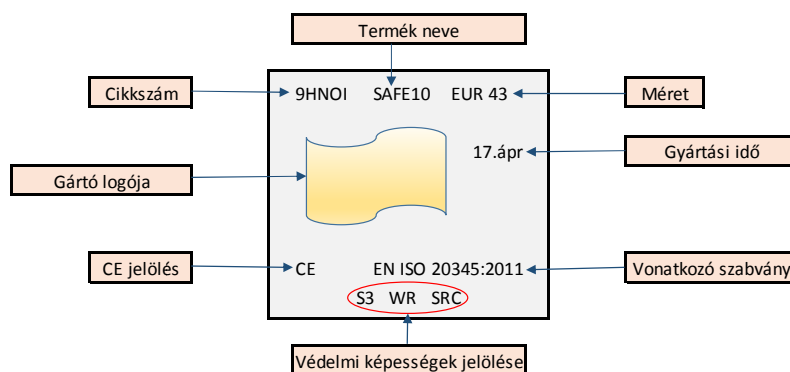 Termék neve
Cikkszám
9HNOI SAFE10 EUR 43
Méret
17.ápr
Gyártási idő
Gártó logója
CE jelölés
CE EN ISO 20345:2011
Vonatkozó szabvány
S3 WR SRC
Védelmi képességek jelölése